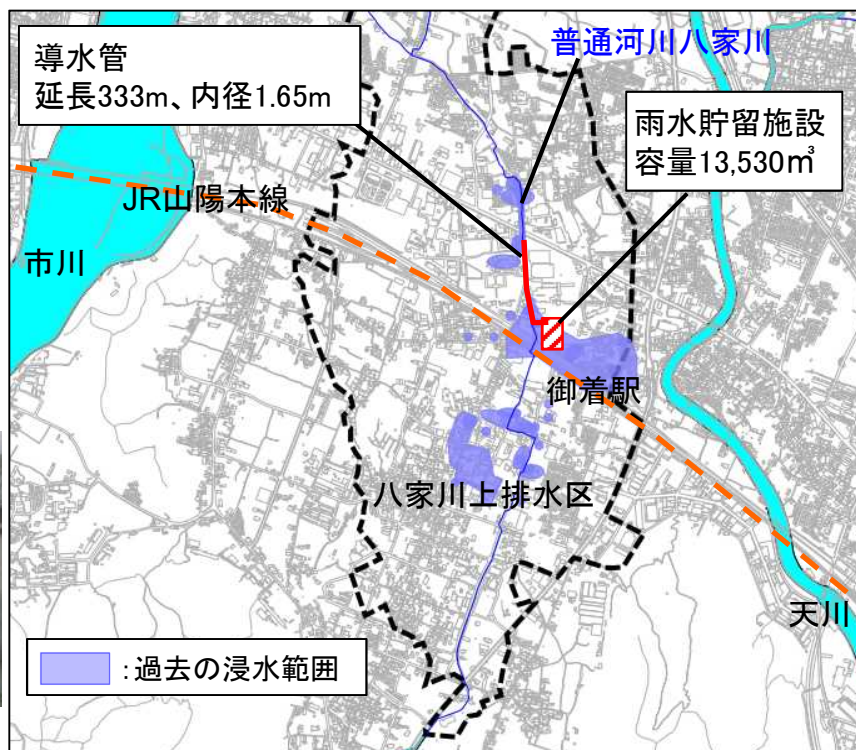 導水管
延長333m、内径1.65m
普通河川八家川
雨水貯留施設
容量13,530㎥
JR山陽本線
市川
御着駅
八家川上排水区
天川
：過去の浸水範囲